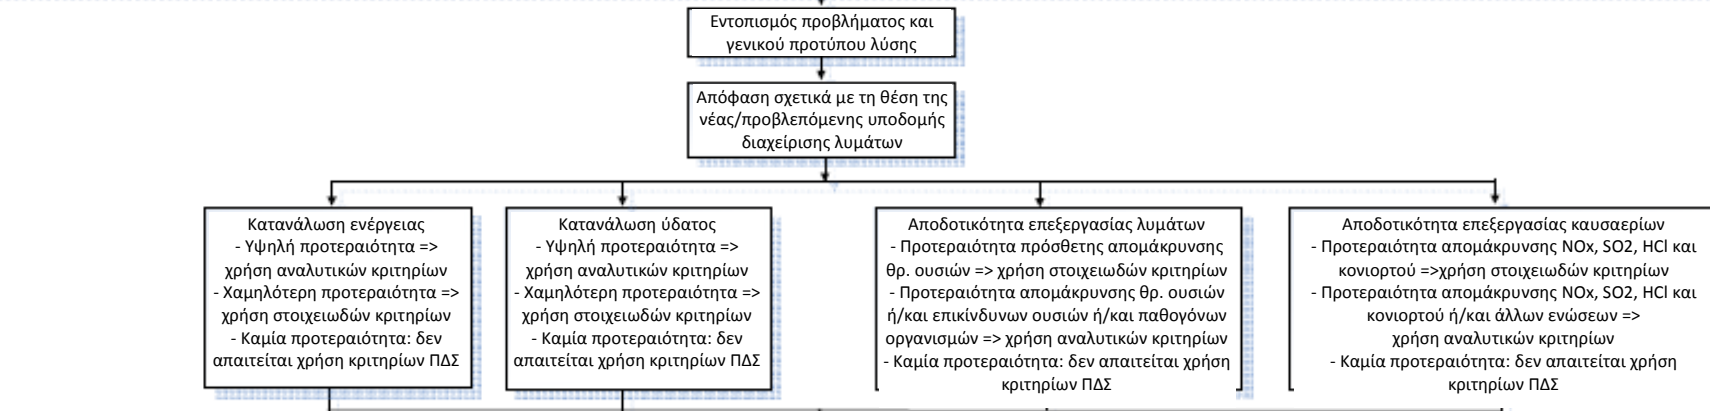 Εντοπισμός προβλήματος και
γενικού προτύπου λύσης
Απόφαση σχετικά με τη θέση της
νέας/προβλεπόμενης υποδομής
διαχείρισης λυμάτων
Κατανάλωση ενέργειας
- Υψηλή προτεραιότητα =>
χρήση αναλυτικών κριτηρίων
- Χαμηλότερη προτεραιότητα =>
χρήση στοιχειωδών κριτηρίων
- Καμία προτεραιότητα: δεν
απαιτείται χρήση κριτηρίων ΠΔΣ
Κατανάλωση ύδατος
- Υψηλή προτεραιότητα =>
χρήση αναλυτικών κριτηρίων
- Χαμηλότερη προτεραιότητα =>
χρήση στοιχειωδών κριτηρίων
- Καμία προτεραιότητα: δεν
απαιτείται χρήση κριτηρίων ΠΔΣ
Αποδοτικότητα επεξεργασίας λυμάτων
- Προτεραιότητα πρόσθετης απομάκρυνσης
θρ. ουσιών => χρήση στοιχειωδών κριτηρίων
- Προτεραιότητα απομάκρυνσης θρ. ουσιών
ή/και επικίνδυνων ουσιών ή/και παθογόνων
οργανισμών => χρήση αναλυτικών κριτηρίων
- Καμία προτεραιότητα: δεν απαιτείται χρήση
κριτηρίων ΠΔΣ
Αποδοτικότητα επεξεργασίας καυσαερίων
- Προτεραιότητα απομάκρυνσης NOx, SO2, HCl και
κονιορτού =>χρήση στοιχειωδών κριτηρίων
- Προτεραιότητα απομάκρυνσης NOx, SO2, HCl και
κονιορτού ή/και άλλων ενώσεων =>
χρήση αναλυτικών κριτηρίων
- Καμία προτεραιότητα: δεν απαιτείται χρήση
κριτηρίων ΠΔΣ